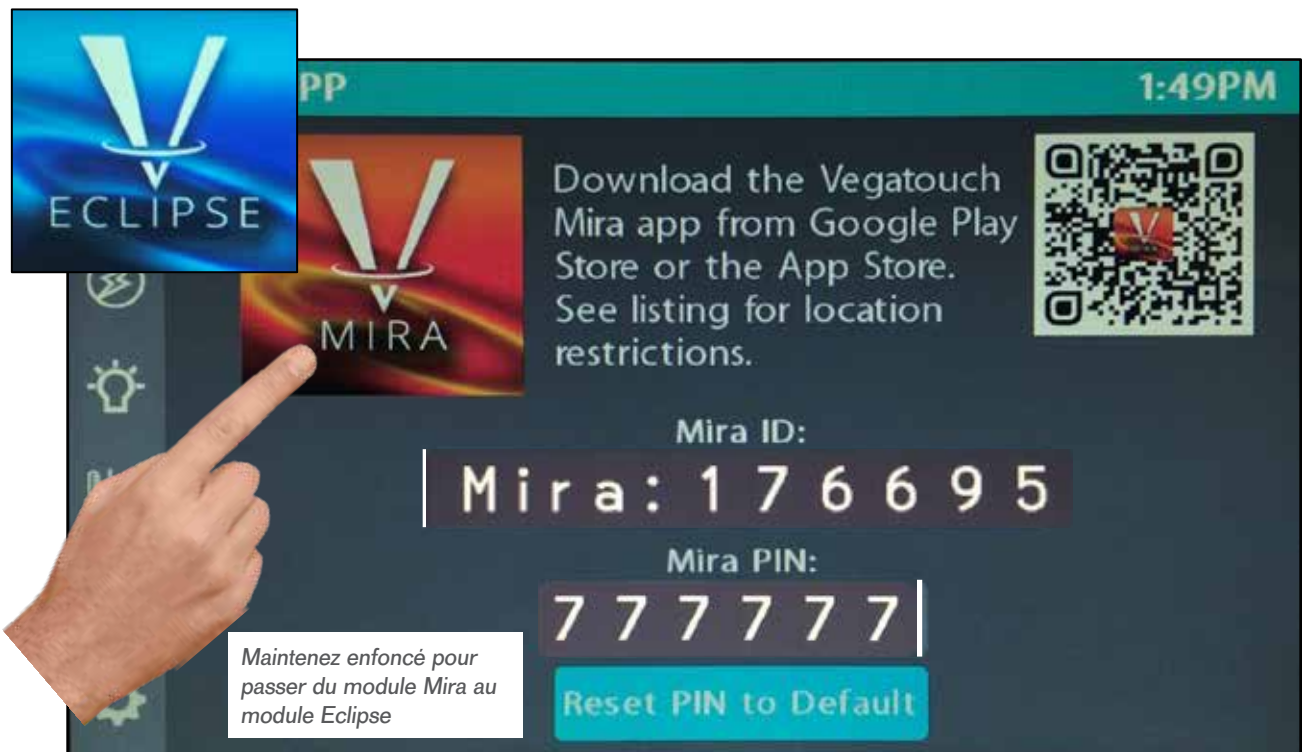 ECLIPSE
PP
1:49PM
MIRA
Download the Vegatouch
Mira app from Google Play
Store or the App Store.
See listing for location
restrictions.
Mira ID:
Mira: 1 7 6 6 9 5
Mira PIN:
7 7 7 7 7 7
Reset PIN to Default
Maintenez enfoncé pour
passer du module Mira au
module Eclipse